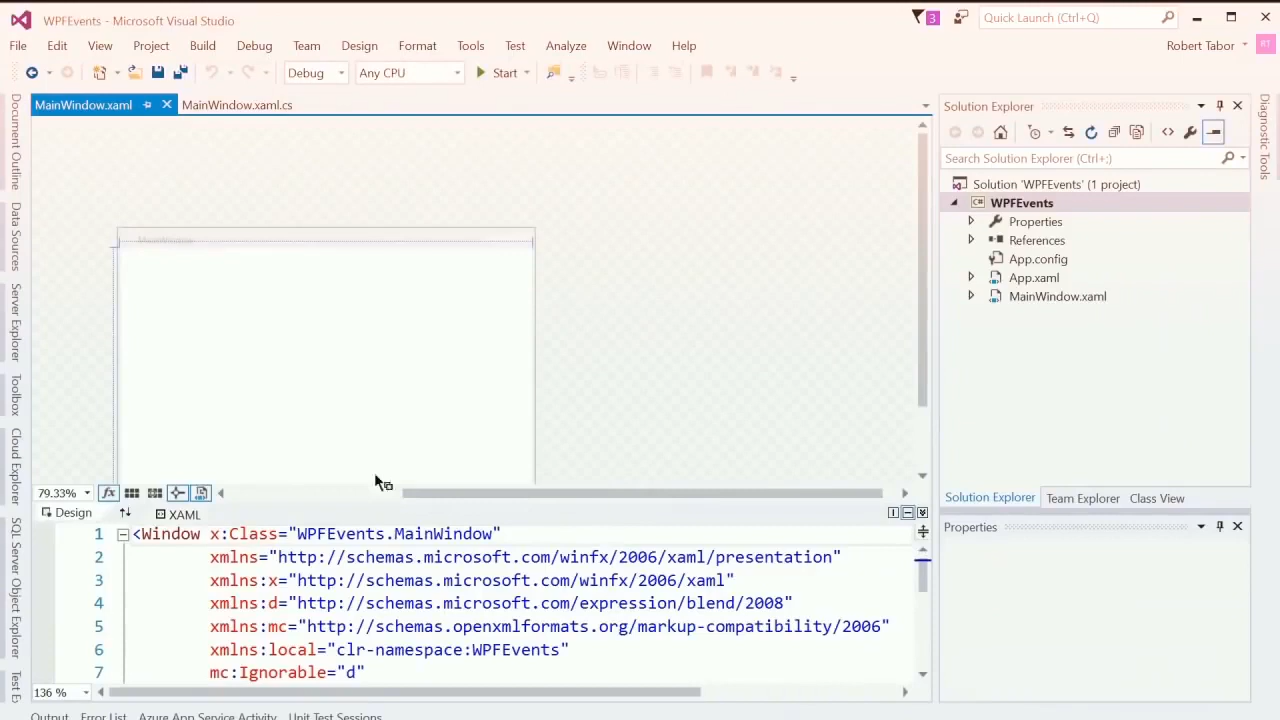 WPFEvents - Microsoft Visual Studio
3
Quick Launch (Ctrl+Q)
File Edit View Project Build Debug Team Design Format Tools Test Analyze Window Help
Robert Tabor
RT
Debug
Any CPU
Start
MainWindow.xaml
MainWindow.xaml.cs
Document Outline
Data Sources
Server Explorer
Toolbox
Cloud Explorer
SQL Server Object Explorer
MainWindow
79.33%
fx
Design
XAML
1 <Window x:Class="WPFEvents.MainWindow"
2 xmlns="http://schemas.microsoft.com/winfx/2006/xaml/presentation"
3 xmlns:x="http://schemas.microsoft.com/winfx/2006/xaml"
4 xmlns:d="http://schemas.microsoft.com/expression/blend/2008"
5 xmlns:mc="http://schemas.openxmlformats.org/markup-compatibility/2006"
6 xmlns:local="clr-namespace:WPFEvents"
7 mc:Ignorable="d"
136 %
Output Error List Azure App Service Activity Unit Test Sessions
Solution Explorer
Search Solution Explorer (Ctrl+;)
Solution 'WPFEvents' (1 project)
C# WPFEvents
Properties
References
App.config
App.xaml
MainWindow.xaml
Solution Explorer Team Explorer Class View
Properties
Diagnostic Tools